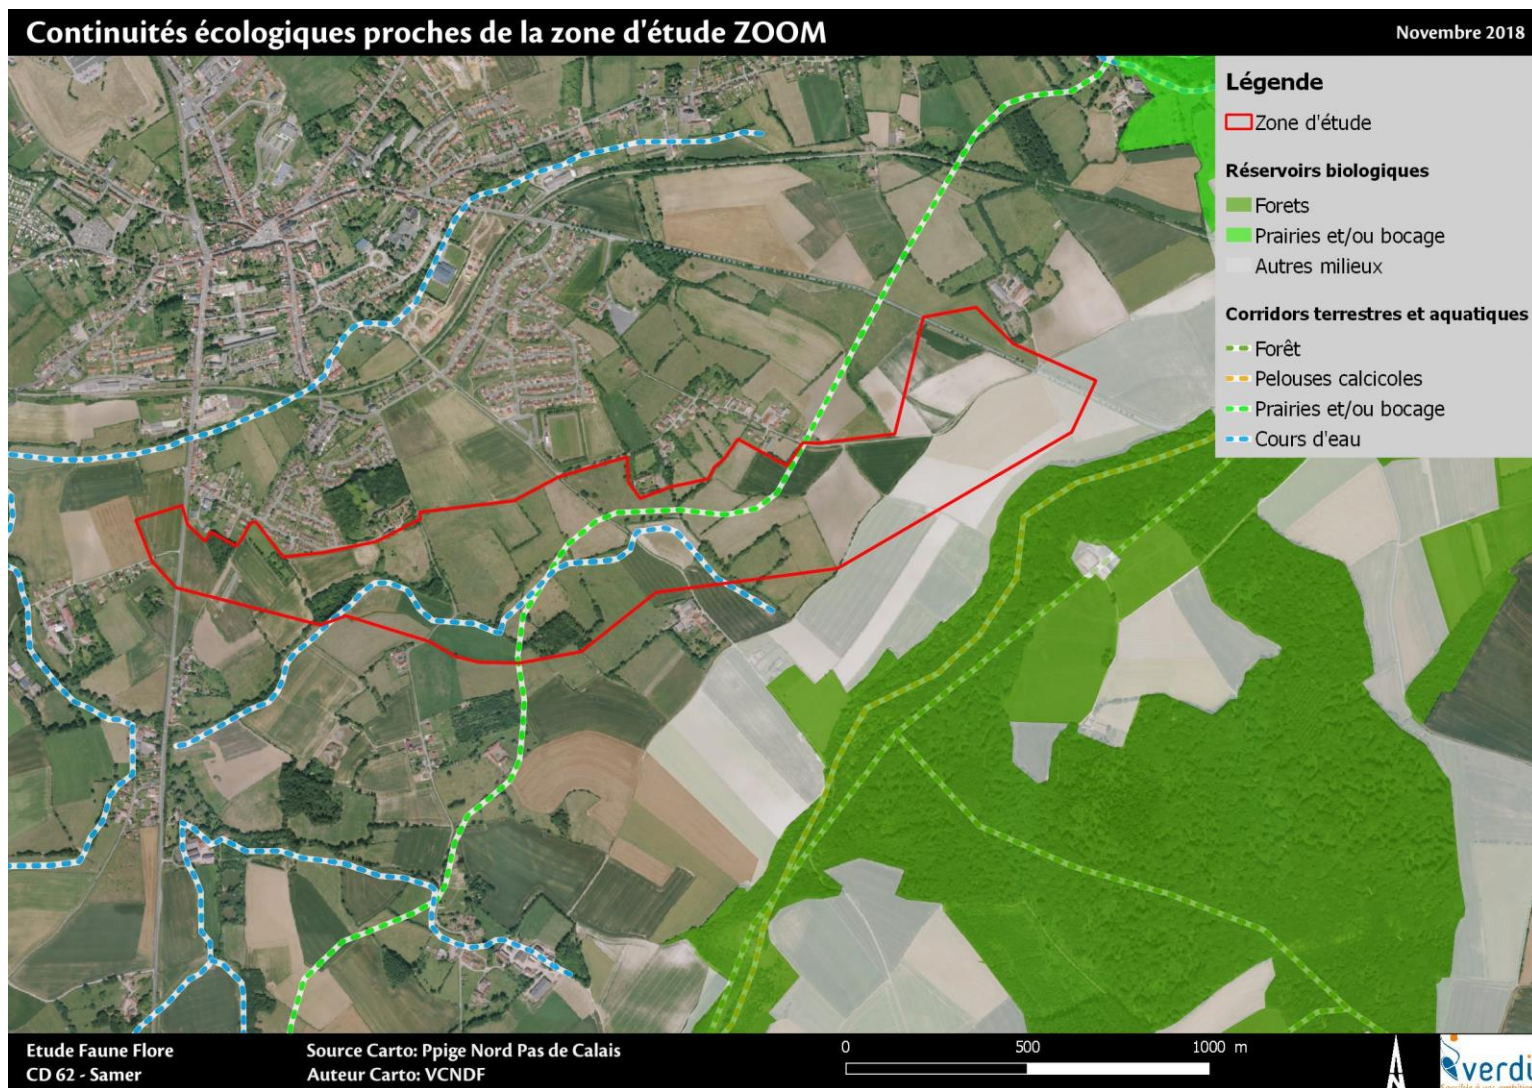 Continuités écologiques proches de la zone d'étude ZOOM
Novembre 2018
Légende
Zone d'étude
Réservoirs biologiques
Forets
Prairies et/ou bocage
Autres milieux
Corridors terrestres et aquatiques
Forêt
Pelouses calcicoles
Prairies et/ou bocage
Cours d'eau
Etude Faune Flore
CD 62 - Samer
Source Carto: Ppige Nord Pas de Calais
Auteur Carto: VCNDF
0 500 1000 m
N
verdi